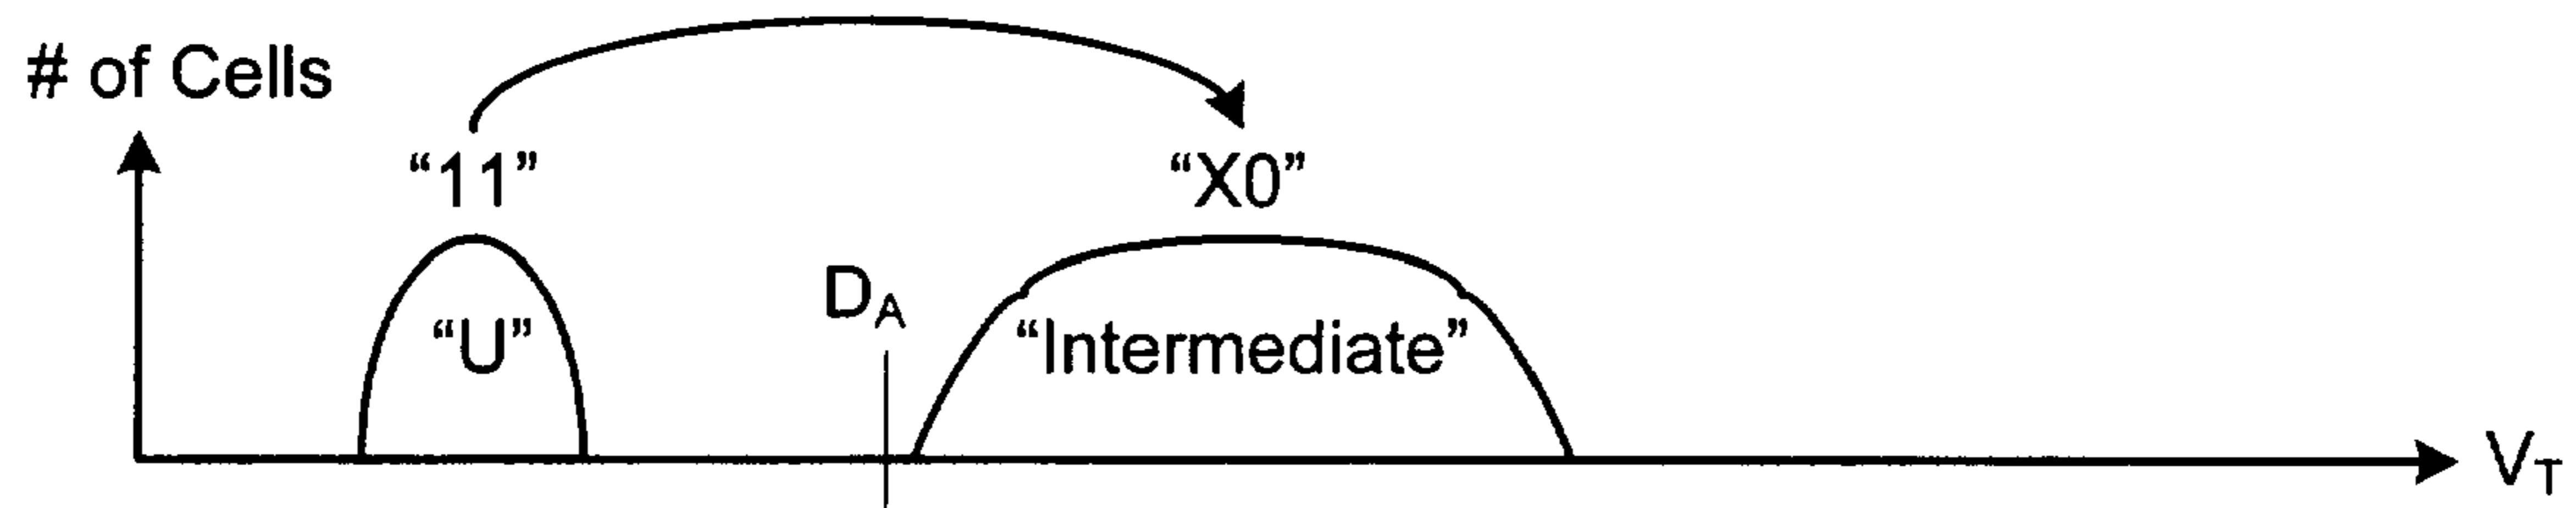 # of Cells
“11”
“X0”
D_A
“U”
“Intermediate”
V_T